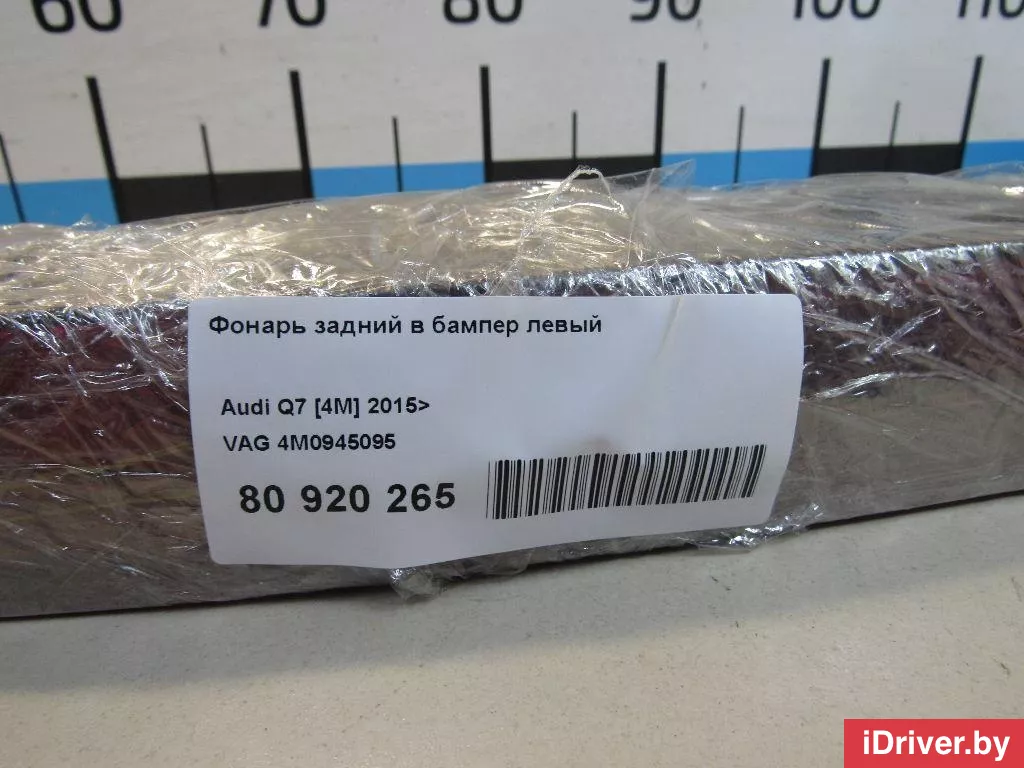 60 70 80 90 100 110
Фонарь задний в бампер левый
Audi Q7 [4M] 2015>
VAG 4M0945095
80 920 265
iDriver.by